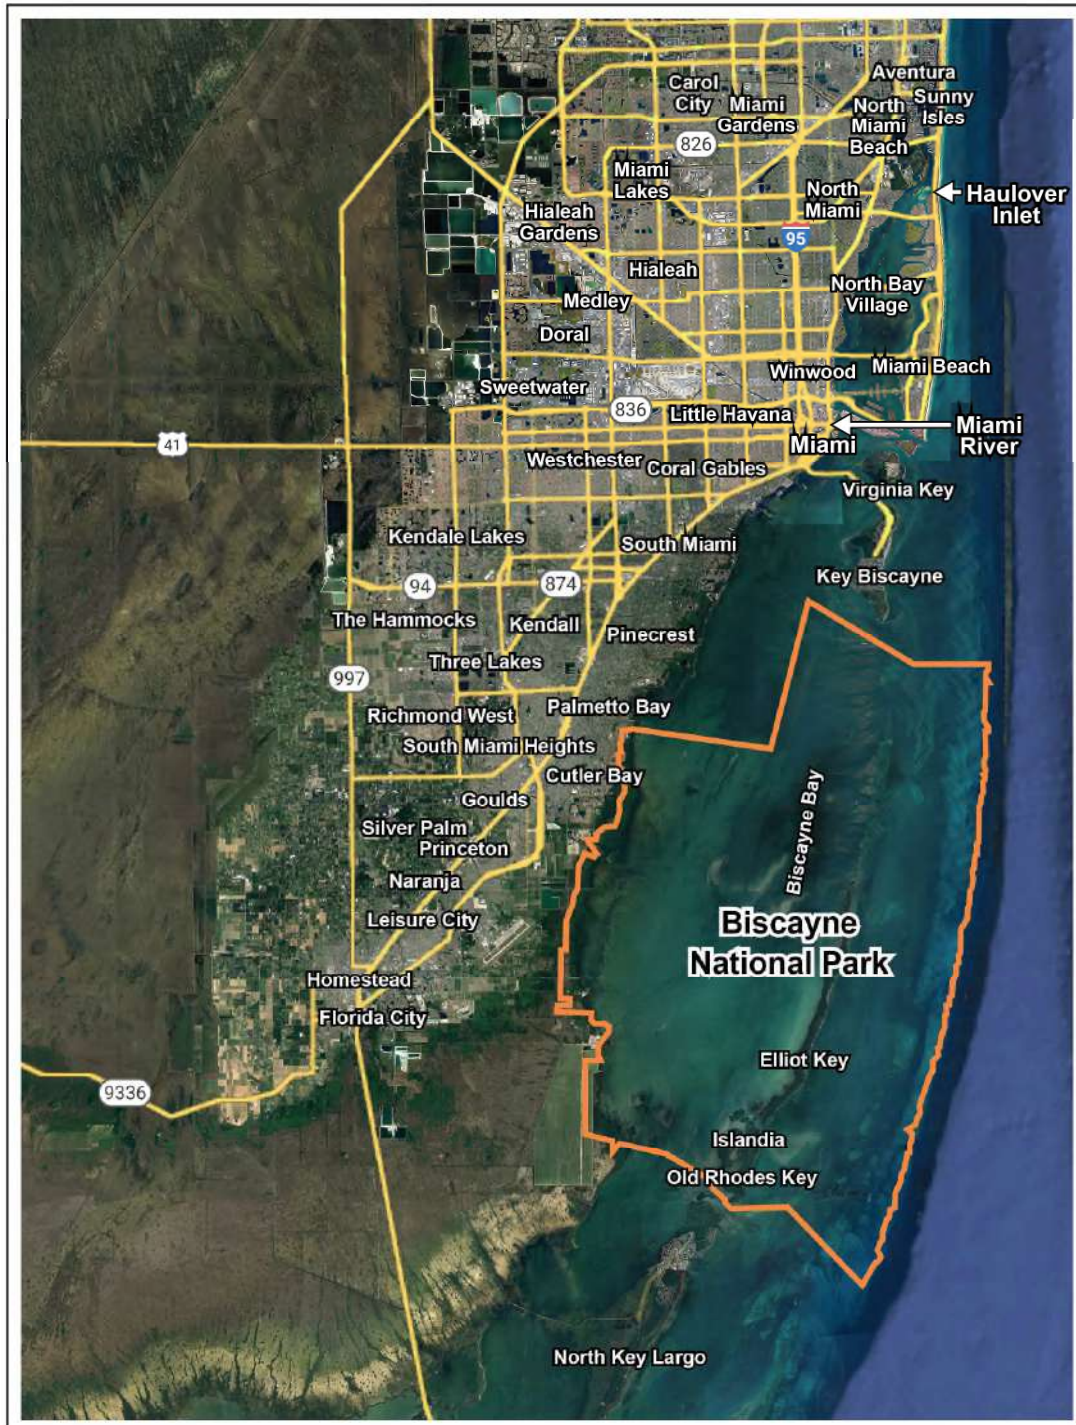 Aventura
Carol
City
Sunny
Isles
Miami
Gardens
North
Miami
Beach
826
Miami
Lakes
North
Miami
Haulover
Inlet
Hialeah
Gardens
95
Hialeah
North Bay
Village
Medley
Doral
Winwood
Miami Beach
Sweetwater
836
Little Havana
Miami
River
41
Miami
Westchester
Coral Gables
Virginia Key
Kendale Lakes
South Miami
Key Biscayne
94
874
The Hammocks
Kendall
Pinecrest
Three Lakes
997
Palmetto Bay
Richmond West
South Miami Heights
Cutler Bay
Goulds
Biscayne Bay
Silver Palm
Princeton
Naranja
Leisure City
Biscayne
National Park
Homestead
Florida City
Elliot Key
9336
Islandia
Old Rhodes Key
North Key Largo